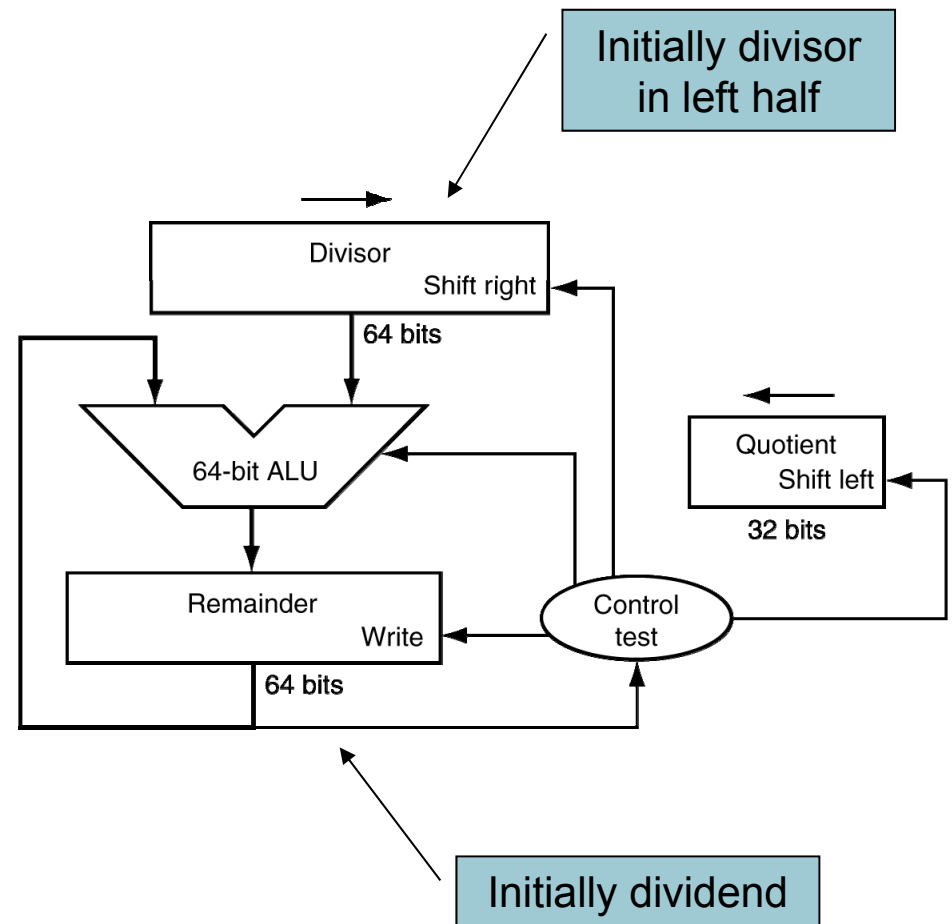 Initially divisor
in left half
Divisor
Shift right
64 bits
64-bit ALU
Quotient
Shift left
32 bits
Remainder
Write
Control
test
64 bits
Initially dividend